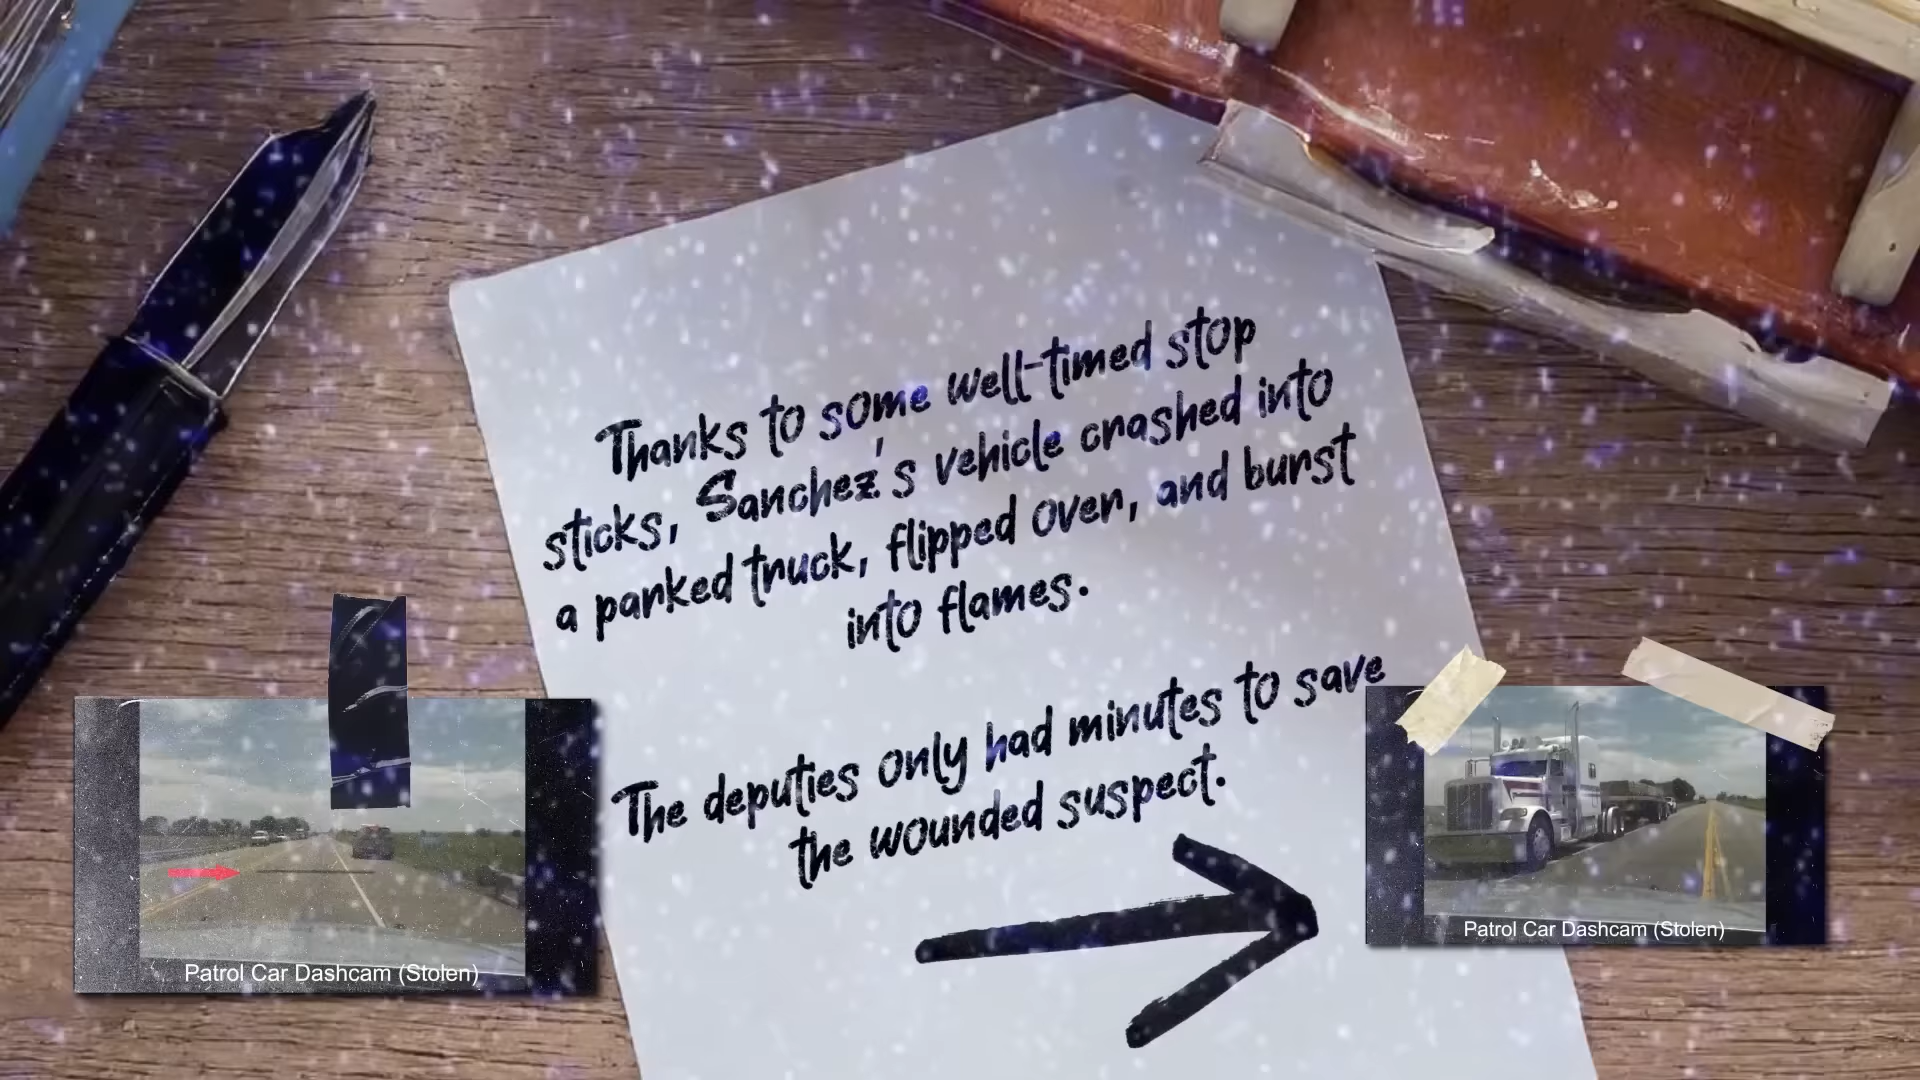 Thanks to some well-timed stop
sticks, Sanchez's vehicle crashed into
a parked truck, flipped over, and burst
into flames.
The deputies only had minutes to save
the wounded suspect.
Patrol Car Dashcam (Stolen)
Patrol Car Dashcam (Stolen)